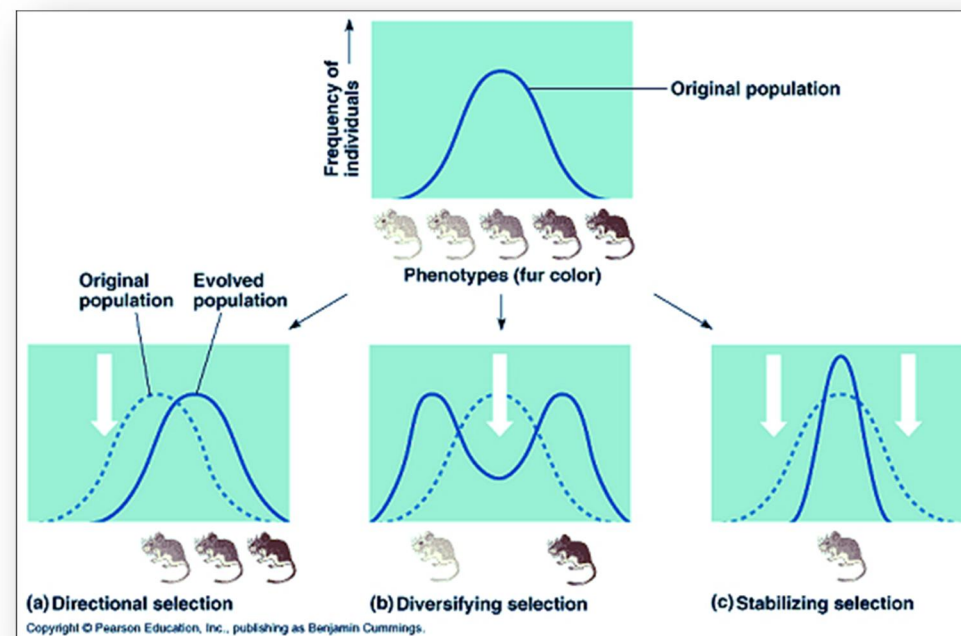 Frequency of
individuals
Original population
Phenotypes (fur color)
Original
population
Evolved
population
(a) Directional selection
(b) Diversifying selection
(c) Stabilizing selection
Copyright © Pearson Education, Inc., publishing as Benjamin Cummings.